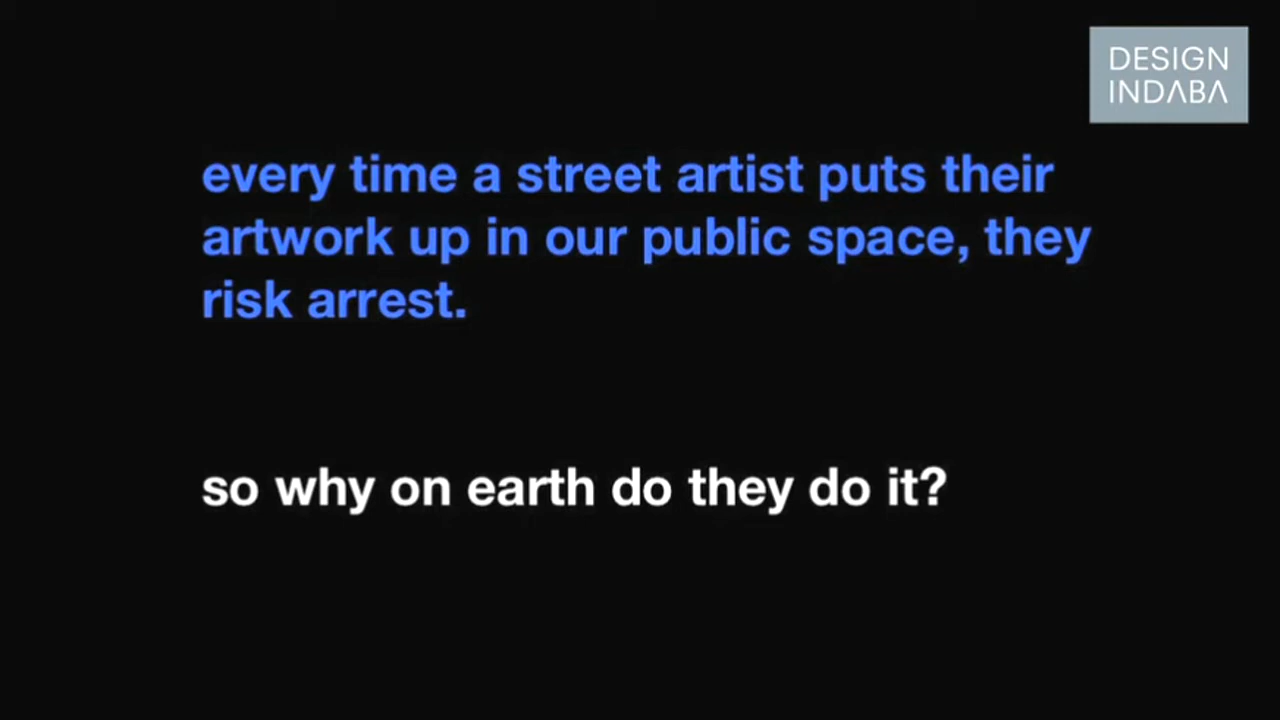 DESIGN
INDABA
every time a street artist puts their
artwork up in our public space, they
risk arrest.
so why on earth do they do it?